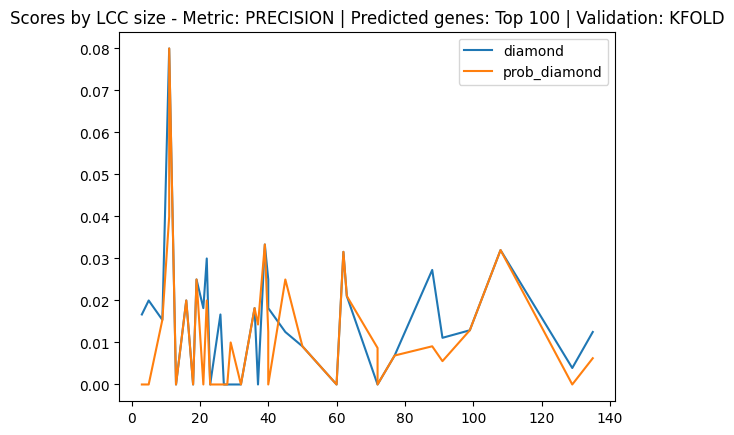 Scores by LCC size - Metric: PRECISION | Predicted genes: Top 100 | Validation: KFOLD
diamond
prob_diamond
0.08
0.07
0.06
0.05
0.04
0.03
0.02
0.01
0.00
0 20 40 60 80 100 120 140